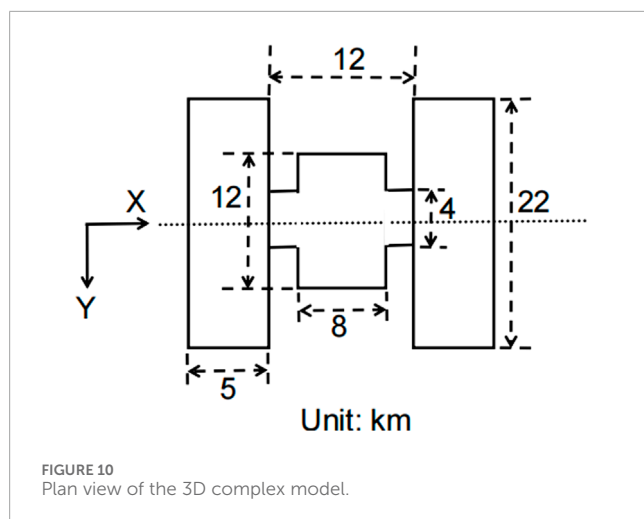 12
12
X
4
22
Y
8
5
Unit: km
FIGURE 10
Plan view of the 3D complex model.